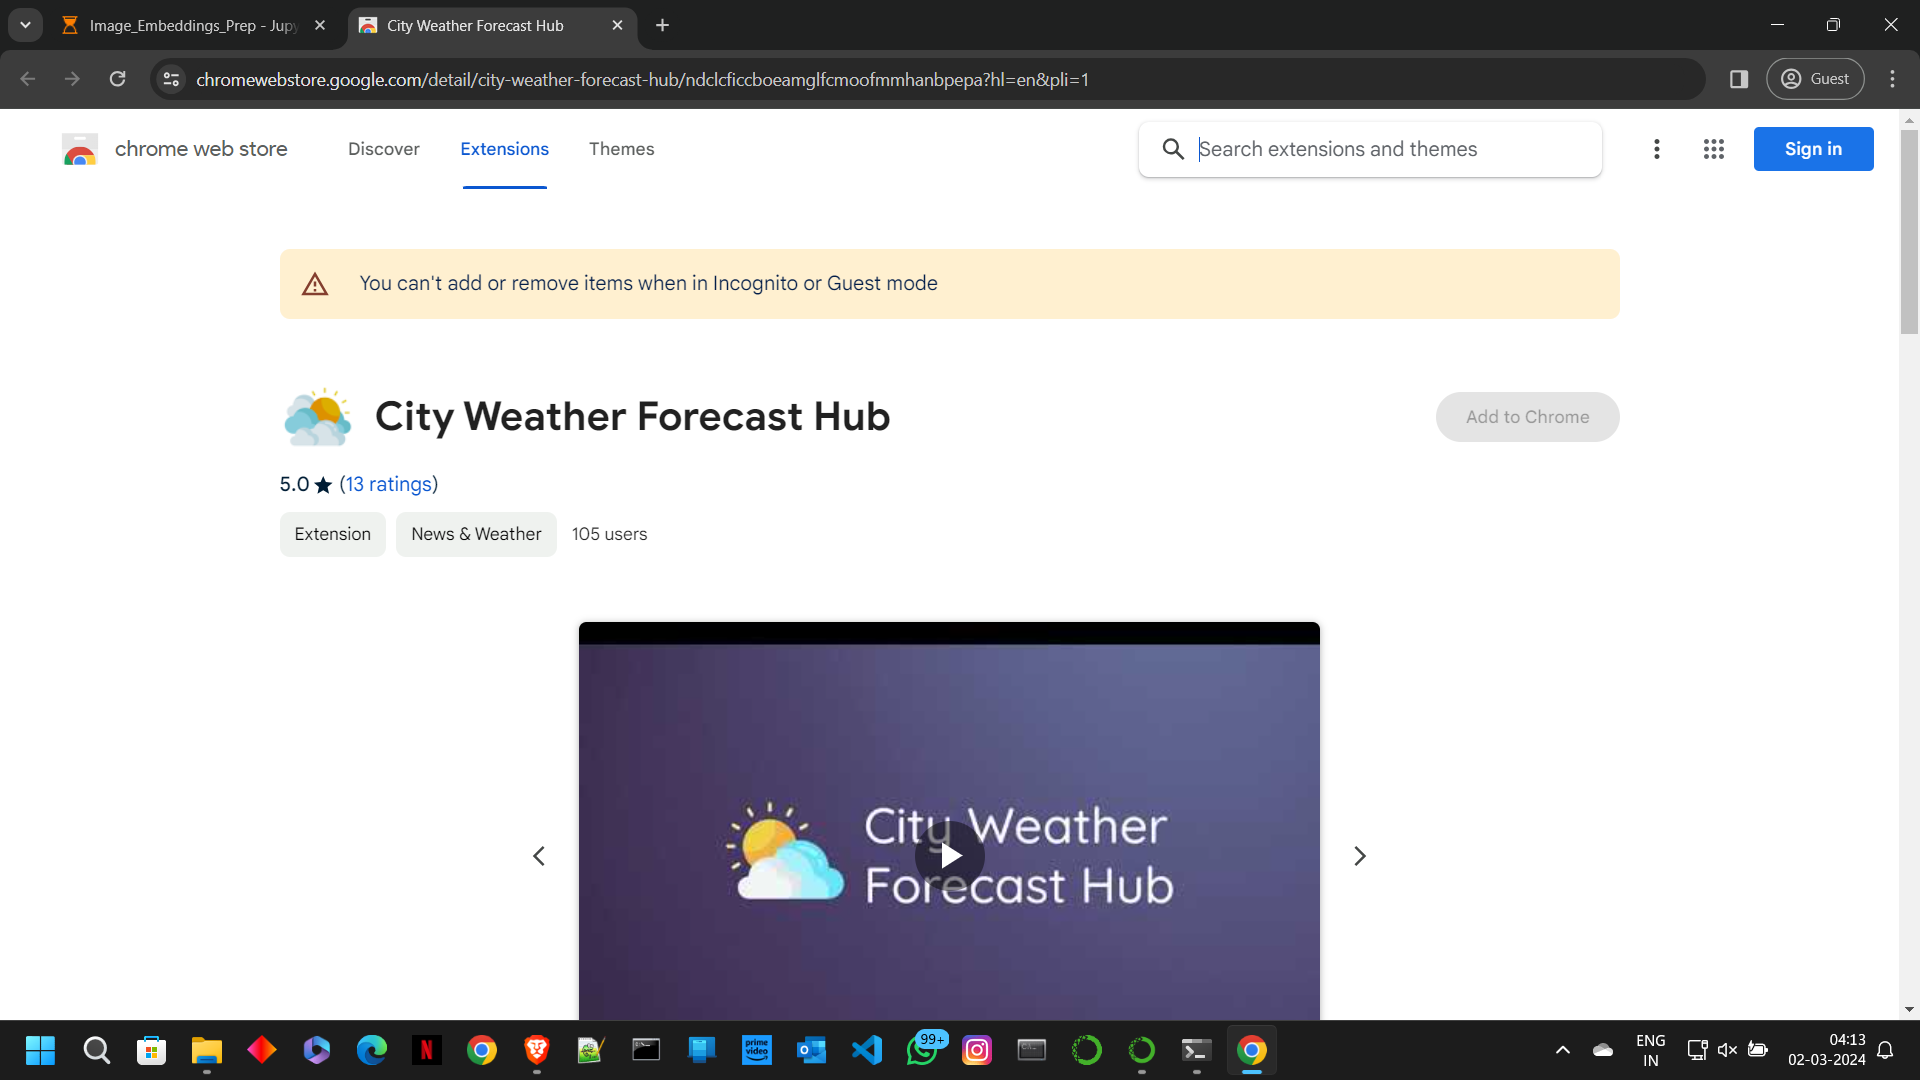 Image_Embeddings_Prep - Jupy
City Weather Forecast Hub
chromewebstore.google.com/detail/city-weather-forecast-hub/ndclcficcboeamglfcmoofmmhanbpepa?hl=en&pli=1
Guest
chrome web store
Discover
Extensions
Themes
Search extensions and themes
Sign in
You can't add or remove items when in Incognito or Guest mode
City Weather Forecast Hub
Add to Chrome
5.0 ★ (13 ratings)
Extension
News & Weather
105 users
City Weather
Forecast Hub
N
prime video
99+
ENG
IN
04:13
02-03-2024